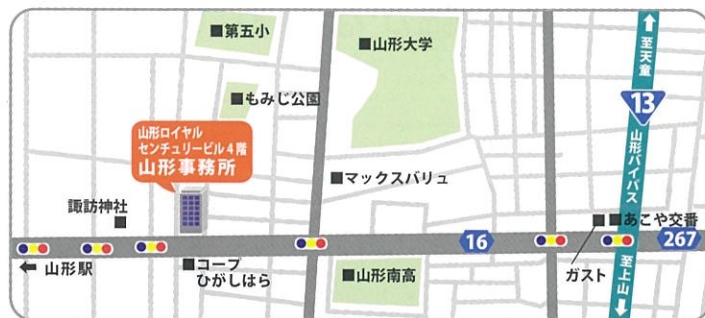 ■第五小
■山形大学
至天童
■もみじ公園
13
山形バイパス
山形ロイヤル
センチュリービル4階
山形事務所
■マックスバリュ
諏訪神社
■
■■あこや交番
16
267
← 山形駅
■コープ
ひがしはら
■山形南高
ガスト
至上山